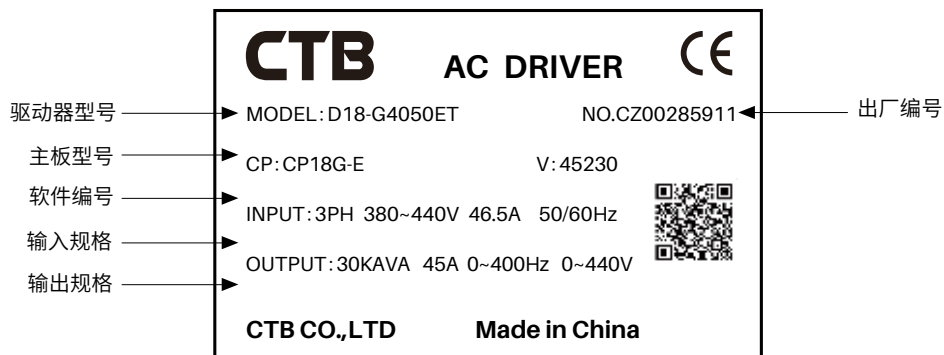 CTB AC DRIVER CE
驱动器型号 MODEL:D18-G4050ET NO.CZ00285911 出厂编号
主板型号 CP:CP18G-E V:45230
软件编号
INPUT:3PH 380~440V 46.5A 50/60Hz
输入规格
OUTPUT:30KAVA 45A 0~400Hz 0~440V
输出规格
CTB CO.,LTD Made in China